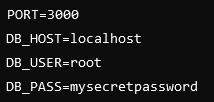 PORT=3000
DB_HOST=localhost
DB_USER=root
DB_PASS=mysecretpassword